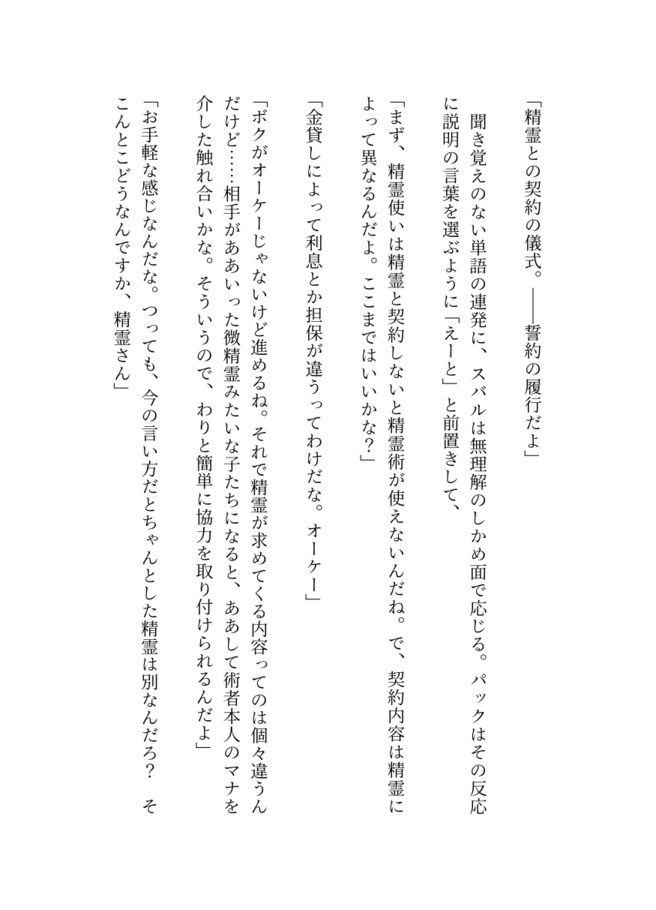 「精霊との契約の儀式。――誓約の履行だよ」
　聞き覚えのない単語の連発に、スバルは無理解のしかめ面で応じる。パックはその反応
に説明の言葉を選ぶように「えーと」と前置きして、
「まず、精霊使いは精霊と契約しないと精霊術が使えないんだね。で、契約内容は精霊に
よって異なるんだよ。ここまではいいかな？」
「金貸しによって利息とか担保が違うってわけだな。オーケー」
「ボクがオーケーじゃないけど進めるね。それで精霊が求めてくる内容ってのは個々違うん
だけど……相手がああいった微精霊みたいな子たちになると、ああして術者本人のマナを
介した触れ合いかな。そういうので、わりと簡単に協力を取り付けられるんだよ」
「お手軽な感じなんだな。つっても、今の言い方だとちゃんとした精霊は別なんだろ？　そ
こんとこどうなんですか、精霊さん」